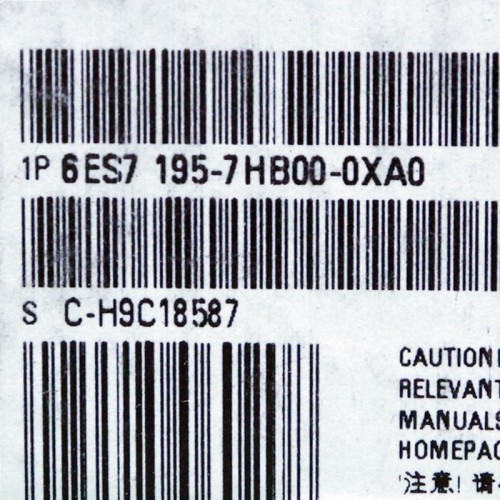 1P 6ES7 195-7HB00-0XA0
S C-H9C18587
CAUTION
RELEVANT
MANUALS
HOMEPAG
注意! 请